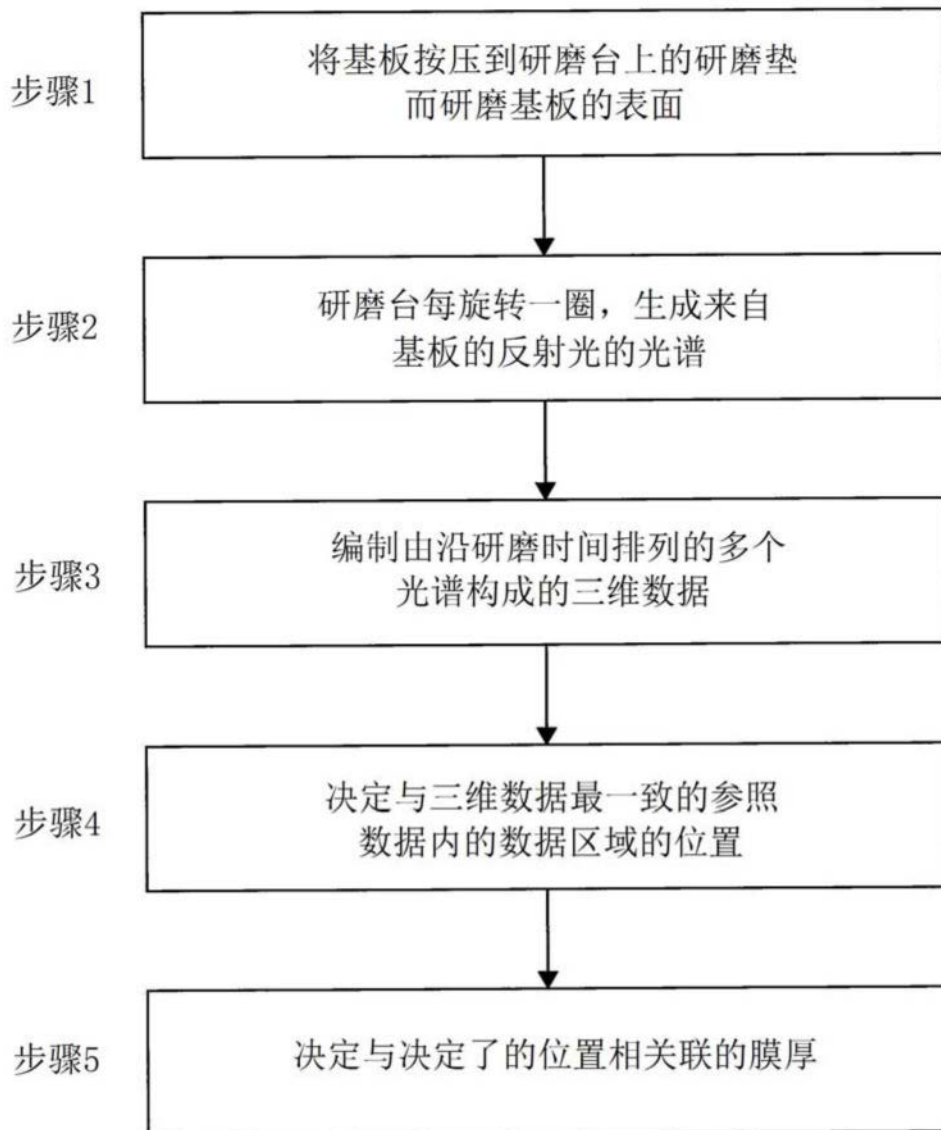 步骤1
将基板按压到研磨台上的研磨垫
而研磨基板的表面
步骤2
研磨台每旋转一圈，生成来自
基板的反射光的光谱
步骤3
编制由沿研磨时间排列的多个
光谱构成的三维数据
步骤4
决定与三维数据最一致的参照
数据内的数据区域的位置
步骤5
决定与决定了的位置相关联的膜厚